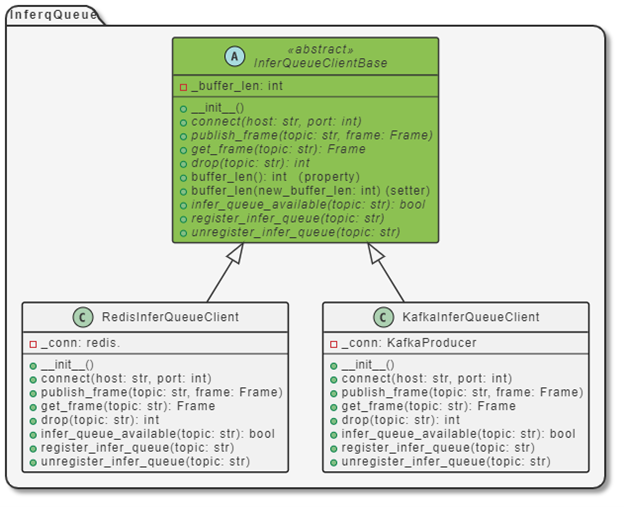 InferqQueue
A
«abstract»
InferQueueClientBase
_buffer_len: int
__init__()
connect(host: str, port: int)
publish_frame(topic: str, frame: Frame)
get_frame(topic: str): Frame
drop(topic: str): int
buffer_len(): int (property)
buffer_len(new_buffer_len: int) (setter)
infer_queue_available(topic: str): bool
register_infer_queue(topic: str)
unregister_infer_queue(topic: str)
C RedisInferQueueClient
_conn: redis.
__init__()
connect(host: str, port: int)
publish_frame(topic: str, frame: Frame)
get_frame(topic: str): Frame
drop(topic: str): int
infer_queue_available(topic: str): bool
register_infer_queue(topic: str)
unregister_infer_queue(topic: str)
C KafkaInferQueueClient
_conn: KafkaProducer
__init__()
connect(host: str, port: int)
publish_frame(topic: str, frame: Frame)
get_frame(topic: str): Frame
drop(topic: str): int
infer_queue_available(topic: str): bool
register_infer_queue(topic: str)
unregister_infer_queue(topic: str)